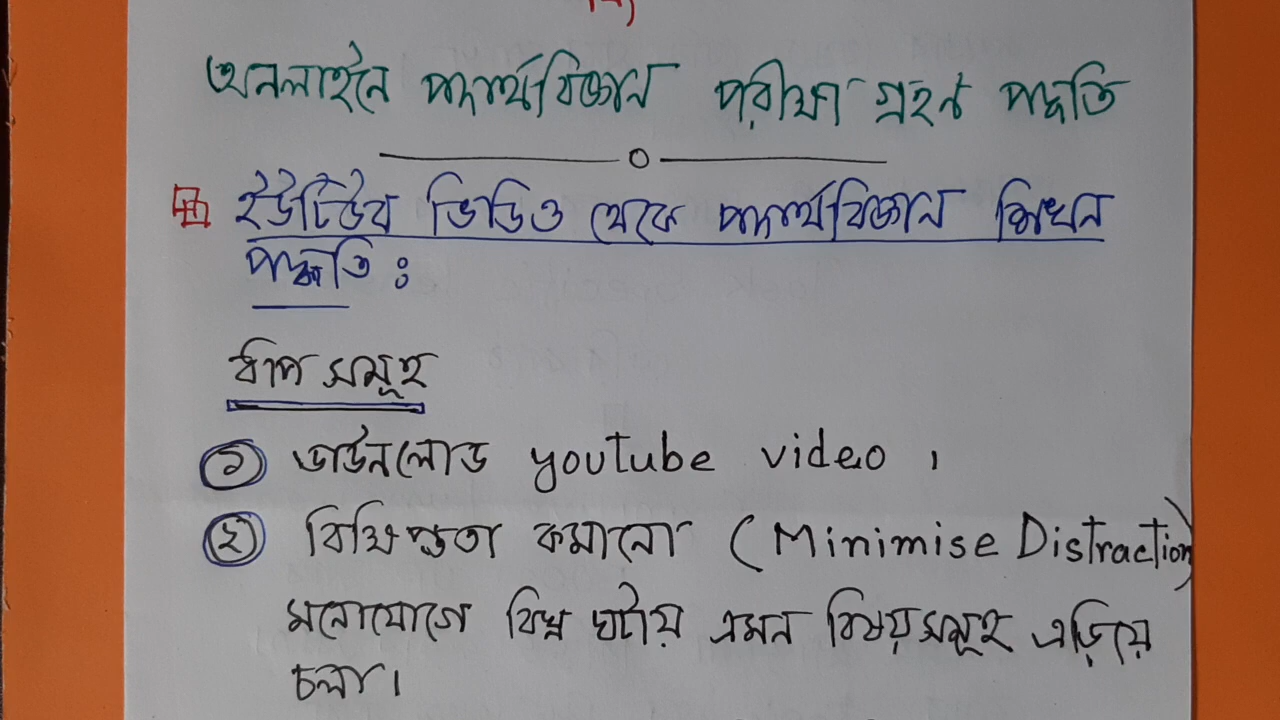 অনলাইনে পদার্থবিজ্ঞান পরীক্ষা গ্রহণ পদ্ধতি
ইউটিউব ভিডিও থেকে পদার্থবিজ্ঞান শিখন
পদ্ধতি :
ধাপ সমূহ
১ ডাউনলোড youtube video ।
২ বিক্ষিপ্ততা কমানো (Minimise Distraction)
মনোযোগে বিঘ্ন ঘটায় এমন বিষয়সমূহ এড়িয়ে
চলা।